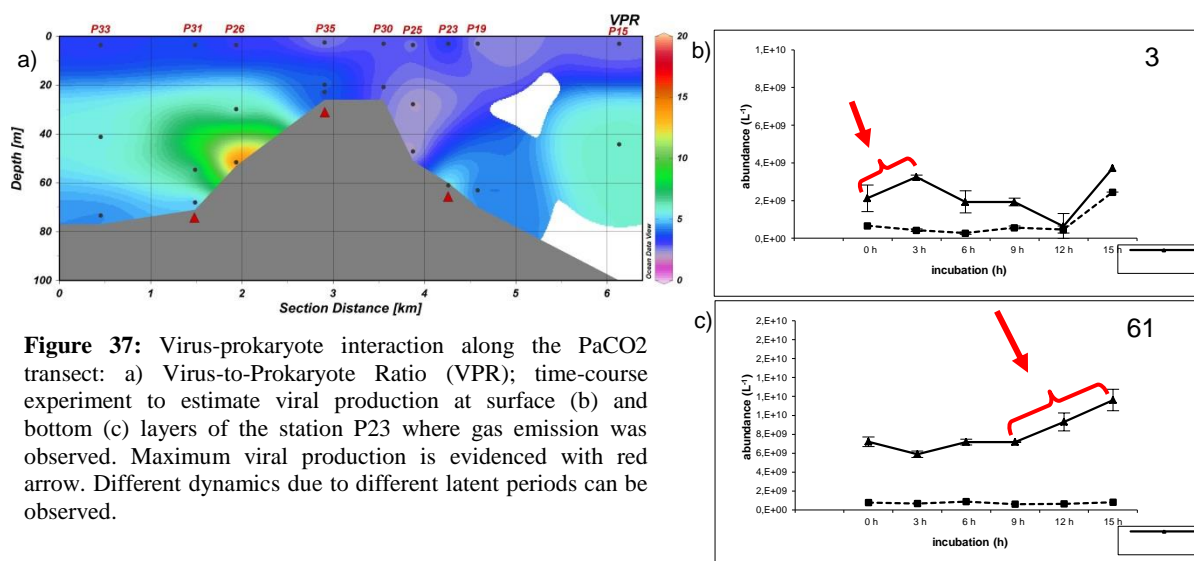 a)
P33 P31 P26 P35 P30 P25 P23 P19 P15
VPR
Depth [m]
0
20
40
60
80
100
0 1 2 3 4 5 6
Section Distance [km]
20
15
10
5
0
Ocean Data View
Figure 37: Virus-prokaryote interaction along the PaCO2
transect: a) Virus-to-Prokaryote Ratio (VPR); time-course
experiment to estimate viral production at surface (b) and
bottom (c) layers of the station P23 where gas emission was
observed. Maximum viral production is evidenced with red
arrow. Different dynamics due to different latent periods can be
observed.
b)
3
abundance (L-1)
1,E+10
8,E+09
6,E+09
4,E+09
2,E+09
0,E+00
0 h 3 h 6 h 9 h 12 h 15 h
incubation (h)
c)
61
abundance (L-1)
2,E+10
2,E+10
1,E+10
1,E+10
1,E+10
8,E+09
6,E+09
4,E+09
2,E+09
0,E+00
0 h 3 h 6 h 9 h 12 h 15 h
incubation (h)